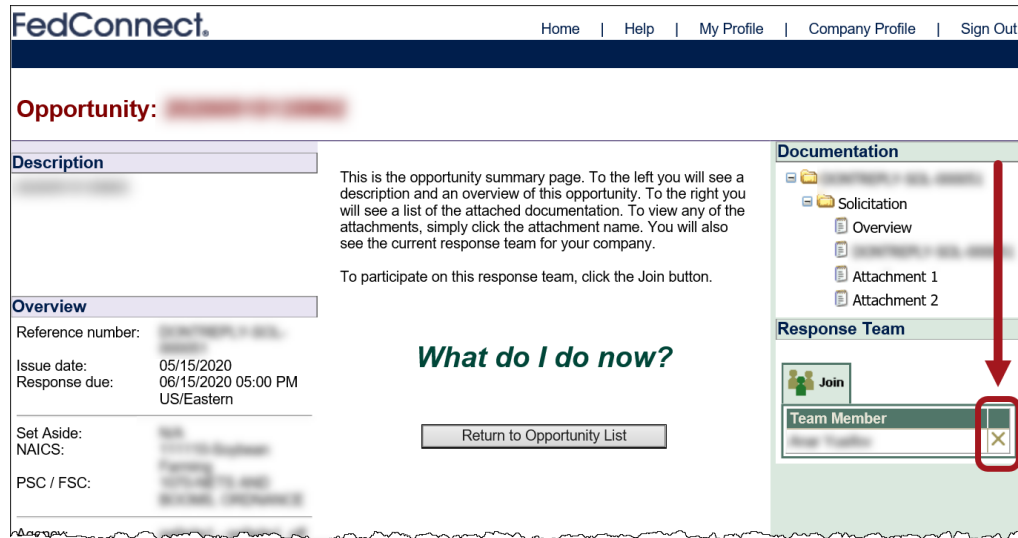 FedConnect.
Home | Help | My Profile | Company Profile | Sign Out
Opportunity:
Description
This is the opportunity summary page. To the left you will see a
description and an overview of this opportunity. To the right you
will see a list of the attached documentation. To view any of the
attachments, simply click the attachment name. You will also
see the current response team for your company.
To participate on this response team, click the Join button.
Overview
Reference number:
Issue date: 05/15/2020
Response due: 06/15/2020 05:00 PM
US/Eastern
Set Aside:
NAICS:
PSC / FSC:
What do I do now?
Return to Opportunity List
Documentation
Solicitation
Overview
Attachment 1
Attachment 2
Response Team
Join
Team Member